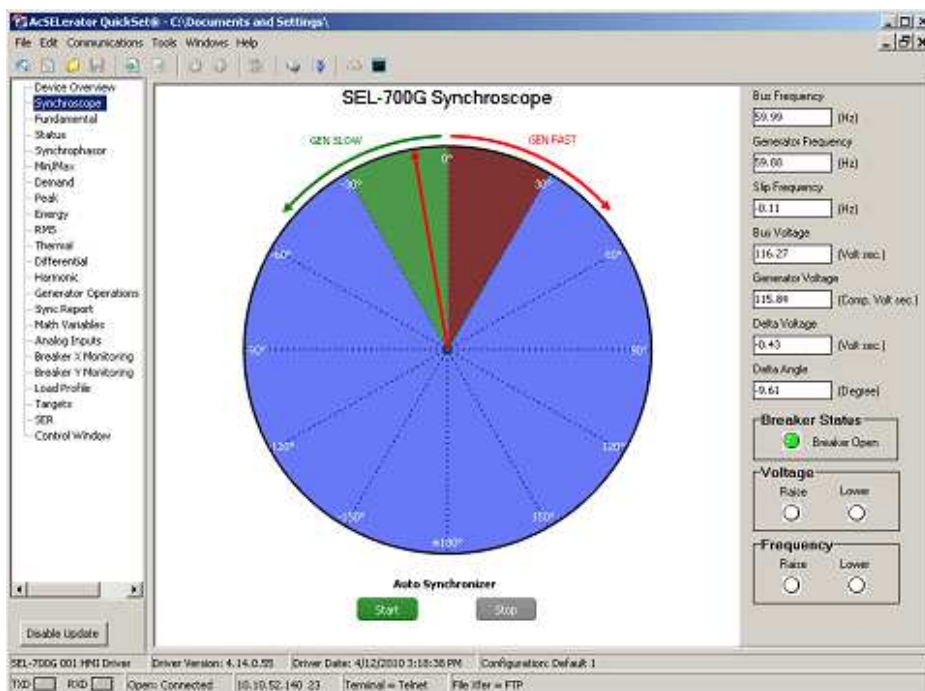 AcSELerator QuickSet® - C:\Documents and Settings\
File Edit Communications Tools Windows Help
Device Overview
Synchroscope
Fundamental
Status
Synchrophasor
Min/Max
Demand
Peak
Energy
RMS
Thermal
Differential
Harmonic
Generator Operations
Sync Report
Math Variables
Analog Inputs
Breaker X Monitoring
Breaker Y Monitoring
Load Profile
Targets
SER
Control Window
Disable Update
SEL-700G Synchroscope
GEN SLOW
GEN FAST
0°
-30°
30°
-60°
60°
-90°
90°
-120°
120°
-150°
150°
±180°
Auto Synchronizer
Start
Stop
Bus Frequency
59.99 (Hz)
Generator Frequency
59.88 (Hz)
Slip Frequency
-0.11 (Hz)
Bus Voltage
116.27 (Volt sec.)
Generator Voltage
115.84 (Comp. Volt sec.)
Delta Voltage
-0.43 (Volt sec.)
Delta Angle
-9.61 (Degree)
Breaker Status
Breaker Open
Voltage
Raise Lower
Frequency
Raise Lower
SEL-700G 001 HMI Driver Driver Version: 4.14.0.55 Driver Date: 4/12/2010 3:18:38 PM Configuration: Default 1
TXD RXD Open: Connected 10.10.52.140 23 Terminal = Telnet File Xfer = FTP